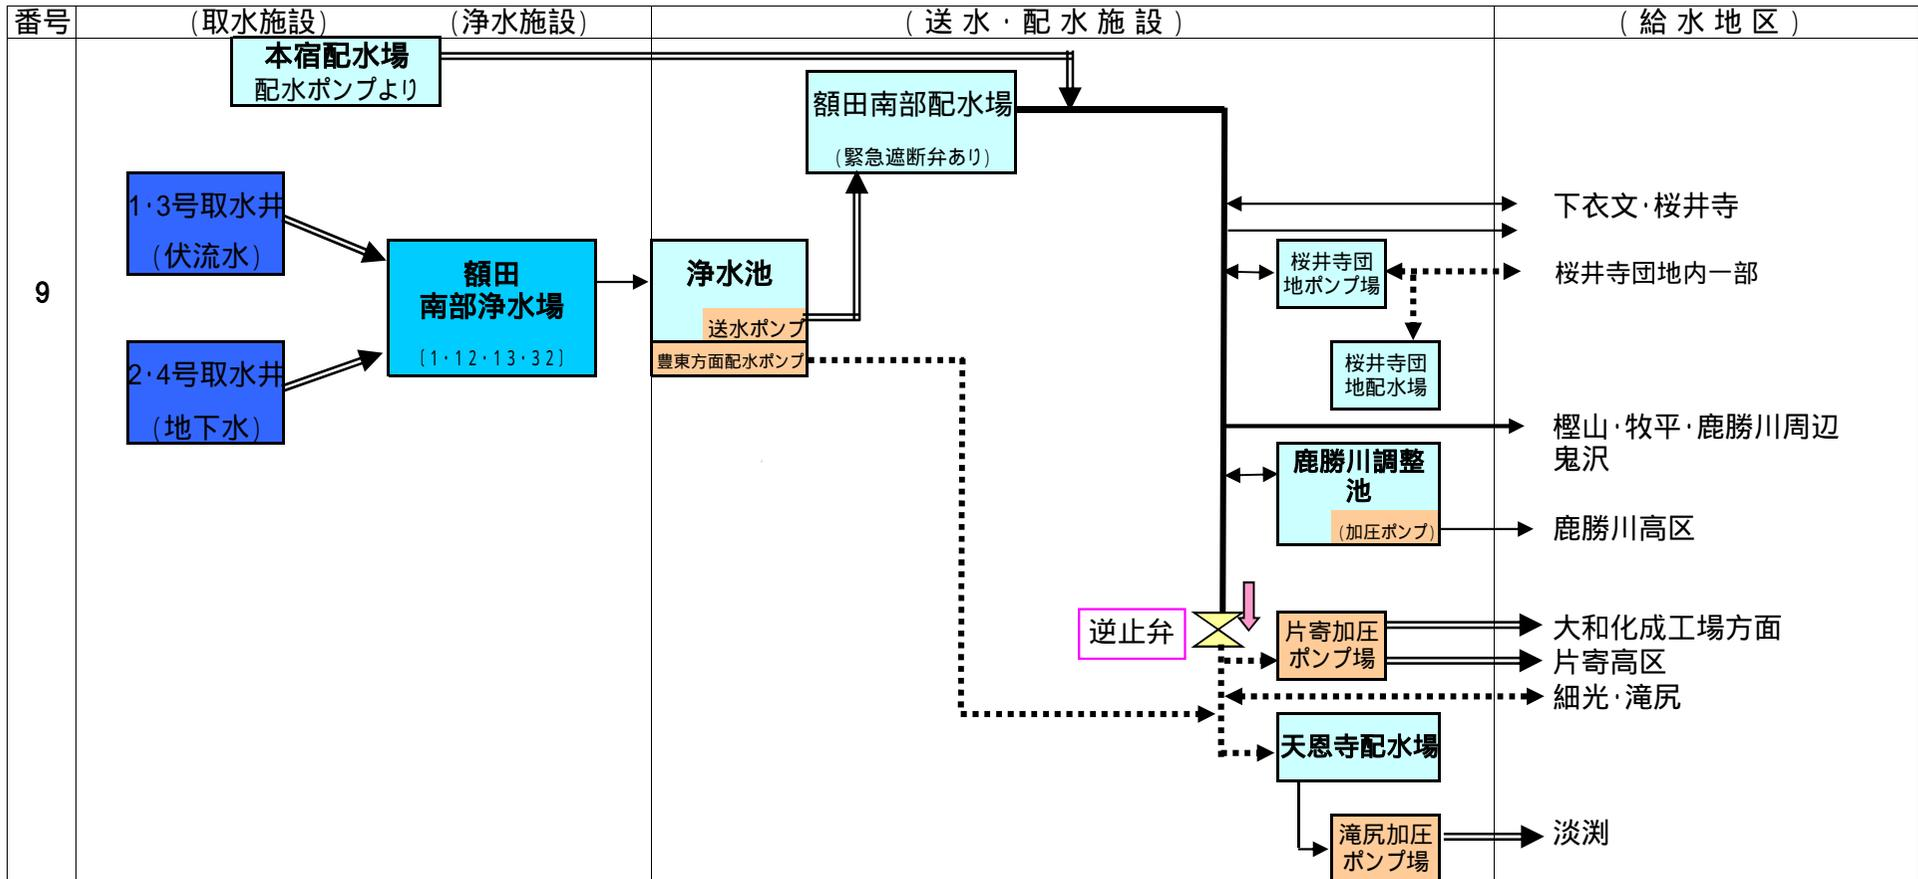 番号
(取水施設)
(浄水施設)
(送水・配水施設)
(給水地区)
本宿配水場
配水ポンプより
額田南部配水場
(緊急遮断弁あり)
1・3号取水井
(伏流水)
下衣文・桜井寺
9
額田
南部浄水場
〔1・12・13・32〕
浄水池
送水ポンプ
豊東方面配水ポンプ
桜井寺団
地ポンプ場
桜井寺団地内一部
2・4号取水井
(地下水)
桜井寺団
地配水場
樫山・牧平・鹿勝川周辺
鬼沢
鹿勝川調整
池
(加圧ポンプ)
鹿勝川高区
逆止弁
片寄加圧
ポンプ場
大和化成工場方面
片寄高区
細光・滝尻
天恩寺配水場
滝尻加圧
ポンプ場
淡渕